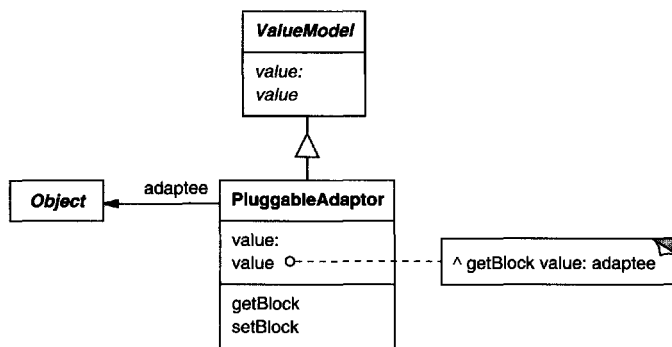 ValueModel
value:
value
Object
adaptee
PluggableAdaptor
value:
value
^ getBlock value: adaptee
getBlock
setBlock